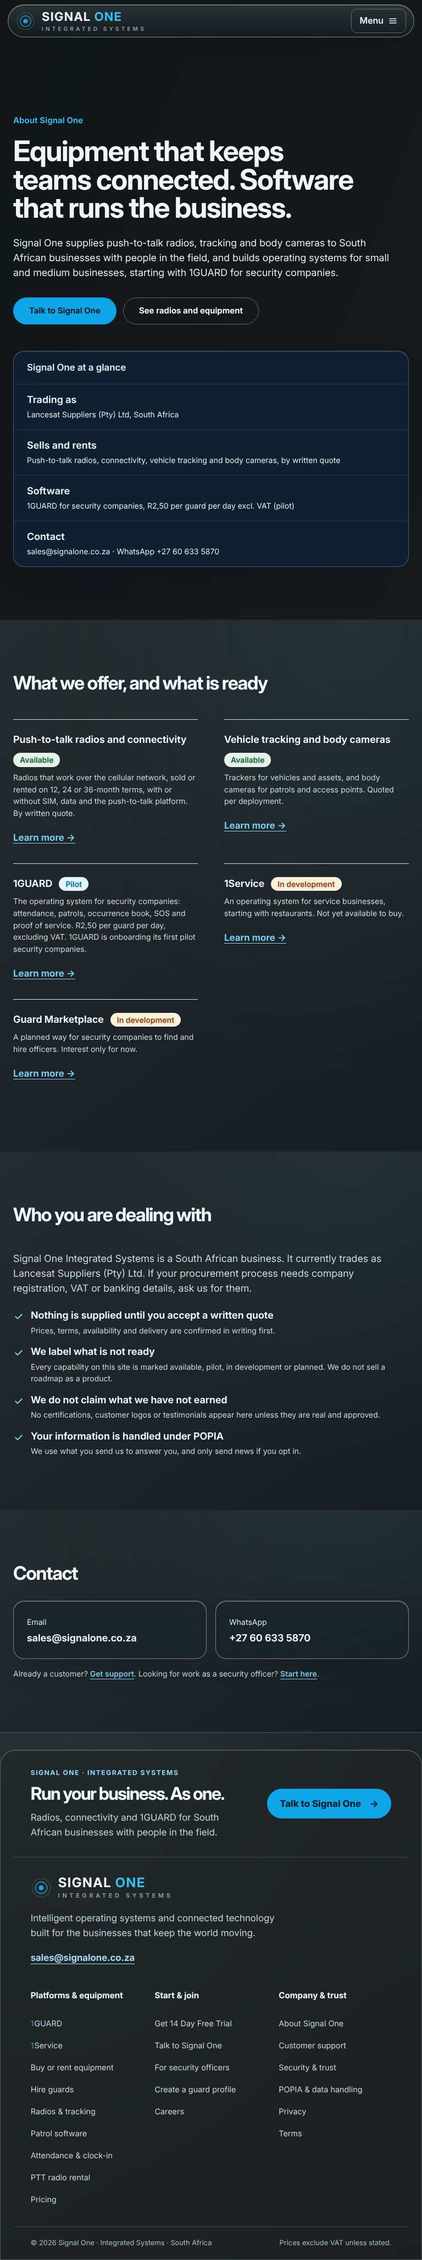 SIGNAL ONE
INTEGRATED SYSTEMS
Menu
About Signal One
Equipment that keeps
teams connected. Software
that runs the business.
Signal One supplies push-to-talk radios, tracking and body cameras to South
African businesses with people in the field, and builds operating systems for small
and medium businesses, starting with 1GUARD for security companies.
Talk to Signal One
See radios and equipment
Signal One at a glance
Trading as
Lancesat Suppliers (Pty) Ltd, South Africa
Sells and rents
Push-to-talk radios, connectivity, vehicle tracking and body cameras, by written quote
Software
1GUARD for security companies, R2,50 per guard per day excl. VAT (pilot)
Contact
sales@signalone.co.za · WhatsApp +27 60 633 5870
What we offer, and what is ready
Push-to-talk radios and connectivity
Available
Radios that work over the cellular network, sold or
rented on 12, 24 or 36-month terms, with or
without SIM, data and the push-to-talk platform.
By written quote.
Learn more →
Vehicle tracking and body cameras
Available
Trackers for vehicles and assets, and body
cameras for patrols and access points. Quoted
per deployment.
Learn more →
1GUARD Pilot
The operating system for security companies:
attendance, patrols, occurrence book, SOS and
proof of service. R2,50 per guard per day,
excluding VAT. 1GUARD is onboarding its first pilot
security companies.
Learn more →
1Service In development
An operating system for service businesses,
starting with restaurants. Not yet available to buy.
Learn more →
Guard Marketplace In development
A planned way for security companies to find and
hire officers. Interest only for now.
Learn more →
Who you are dealing with
Signal One Integrated Systems is a South African business. It currently trades as
Lancesat Suppliers (Pty) Ltd. If your procurement process needs company
registration, VAT or banking details, ask us for them.
Nothing is supplied until you accept a written quote
Prices, terms, availability and delivery are confirmed in writing first.
We label what is not ready
Every capability on this site is marked available, pilot, in development or planned. We do not sell a
roadmap as a product.
We do not claim what we have not earned
No certifications, customer logos or testimonials appear here unless they are real and approved.
Your information is handled under POPIA
We use what you send us to answer you, and only send news if you opt in.
Contact
Email
sales@signalone.co.za
WhatsApp
+27 60 633 5870
Already a customer? Get support. Looking for work as a security officer? Start here.
SIGNAL ONE · INTEGRATED SYSTEMS
Run your business. As one.
Radios, connectivity and 1GUARD for South
African businesses with people in the field.
Talk to Signal One →
SIGNAL ONE
INTEGRATED SYSTEMS
Intelligent operating systems and connected technology
built for the businesses that keep the world moving.
sales@signalone.co.za
Platforms & equipment
1GUARD
1Service
Buy or rent equipment
Hire guards
Radios & tracking
Patrol software
Attendance & clock-in
PTT radio rental
Pricing
Start & join
Get 14 Day Free Trial
Talk to Signal One
For security officers
Create a guard profile
Careers
Company & trust
About Signal One
Customer support
Security & trust
POPIA & data handling
Privacy
Terms
© 2026 Signal One · Integrated Systems · South Africa
Prices exclude VAT unless stated.